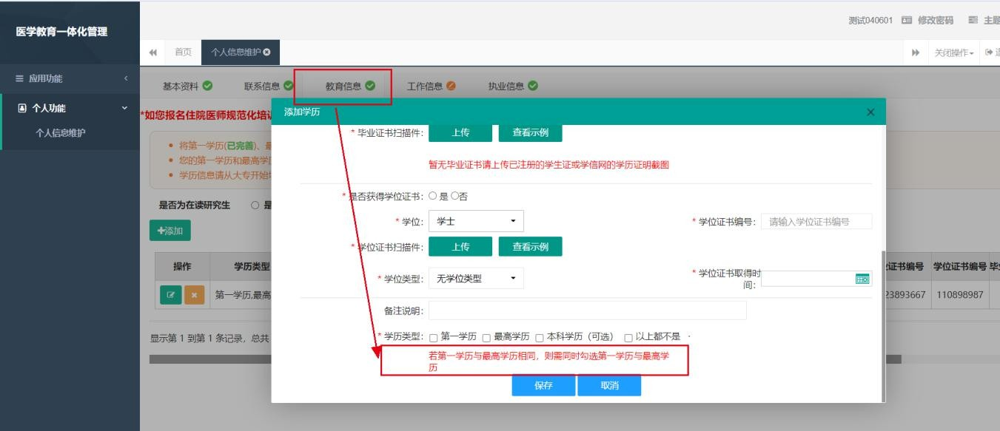 医学教育一体化管理
测试040601 修改密码 主题
首页 个人信息维护 关闭操作
应用功能
个人功能
个人信息维护
基本资料 联系信息 教育信息 工作信息 执业信息
*如您报名住院医师规范化培训
将第一学历(已完善)、最
您的第一学历和最高学历
学历信息请从大专开始
是否为在读研究生 是
添加
操作 学历类型
第一学历,最高
显示第 1 到第 1 条记录，总共
证书编号 学位证书编号 毕业
23893667 110898987
添加学历
* 毕业证书扫描件： 上传 查看示例
暂无毕业证书请上传已注册的学生证或学信网的学历证明截图
* 是否获得学位证书： 是 否
* 学位： 学士 * 学位证书编号： 请输入学位证书编号
* 学位证书扫描件： 上传 查看示例
* 学位类型： 无学位类型 * 学位证书取得时
间：
备注说明：
* 学历类型： 第一学历 最高学历 本科学历（可选） 以上都不是
若第一学历与最高学历相同，则需同时勾选第一学历与最高学
历
保存 取消